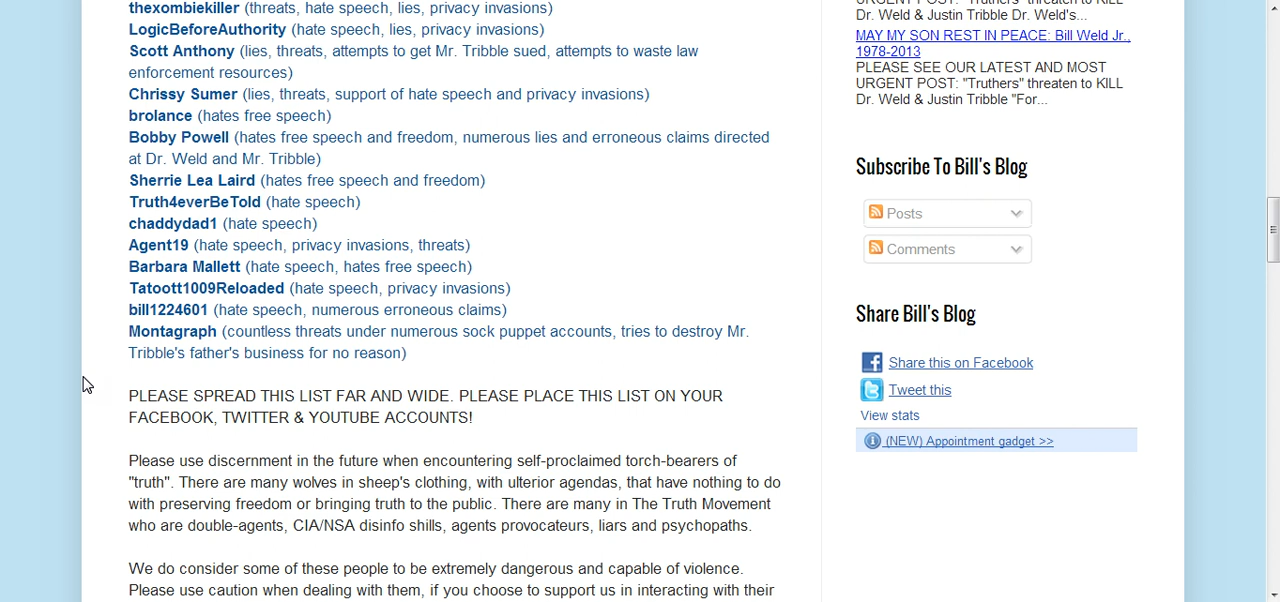 thexombiekiller (threats, hate speech, lies, privacy invasions)
LogicBeforeAuthority (hate speech, lies, privacy invasions)
Scott Anthony (lies, threats, attempts to get Mr. Tribble sued, attempts to waste law
enforcement resources)
Chrissy Sumer (lies, threats, support of hate speech and privacy invasions)
brolance (hates free speech)
Bobby Powell (hates free speech and freedom, numerous lies and erroneous claims directed
at Dr. Weld and Mr. Tribble)
Sherrie Lea Laird (hates free speech and freedom)
Truth4everBeTold (hate speech)
chaddydad1 (hate speech)
Agent19 (hate speech, privacy invasions, threats)
Barbara Mallett (hate speech, hates free speech)
Tatoott1009Reloaded (hate speech, privacy invasions)
bill1224601 (hate speech, numerous erroneous claims)
Montagraph (countless threats under numerous sock puppet accounts, tries to destroy Mr.
Tribble's father's business for no reason)
PLEASE SPREAD THIS LIST FAR AND WIDE. PLEASE PLACE THIS LIST ON YOUR
FACEBOOK, TWITTER & YOUTUBE ACCOUNTS!
Please use discernment in the future when encountering self-proclaimed torch-bearers of
"truth". There are many wolves in sheep's clothing, with ulterior agendas, that have nothing to do
with preserving freedom or bringing truth to the public. There are many in The Truth Movement
who are double-agents, CIA/NSA disinfo shills, agents provocateurs, liars and psychopaths.
We do consider some of these people to be extremely dangerous and capable of violence.
Please use caution when dealing with them, if you choose to support us in interacting with their
URGENT POST: "Truthers" threaten to KILL
Dr. Weld & Justin Tribble Dr. Weld's...
MAY MY SON REST IN PEACE: Bill Weld Jr.,
1978-2013
PLEASE SEE OUR LATEST AND MOST
URGENT POST: "Truthers" threaten to KILL
Dr. Weld & Justin Tribble "For...
Subscribe To Bill's Blog
Posts
Comments
Share Bill's Blog
Share this on Facebook
Tweet this
View stats
(NEW) Appointment gadget >>